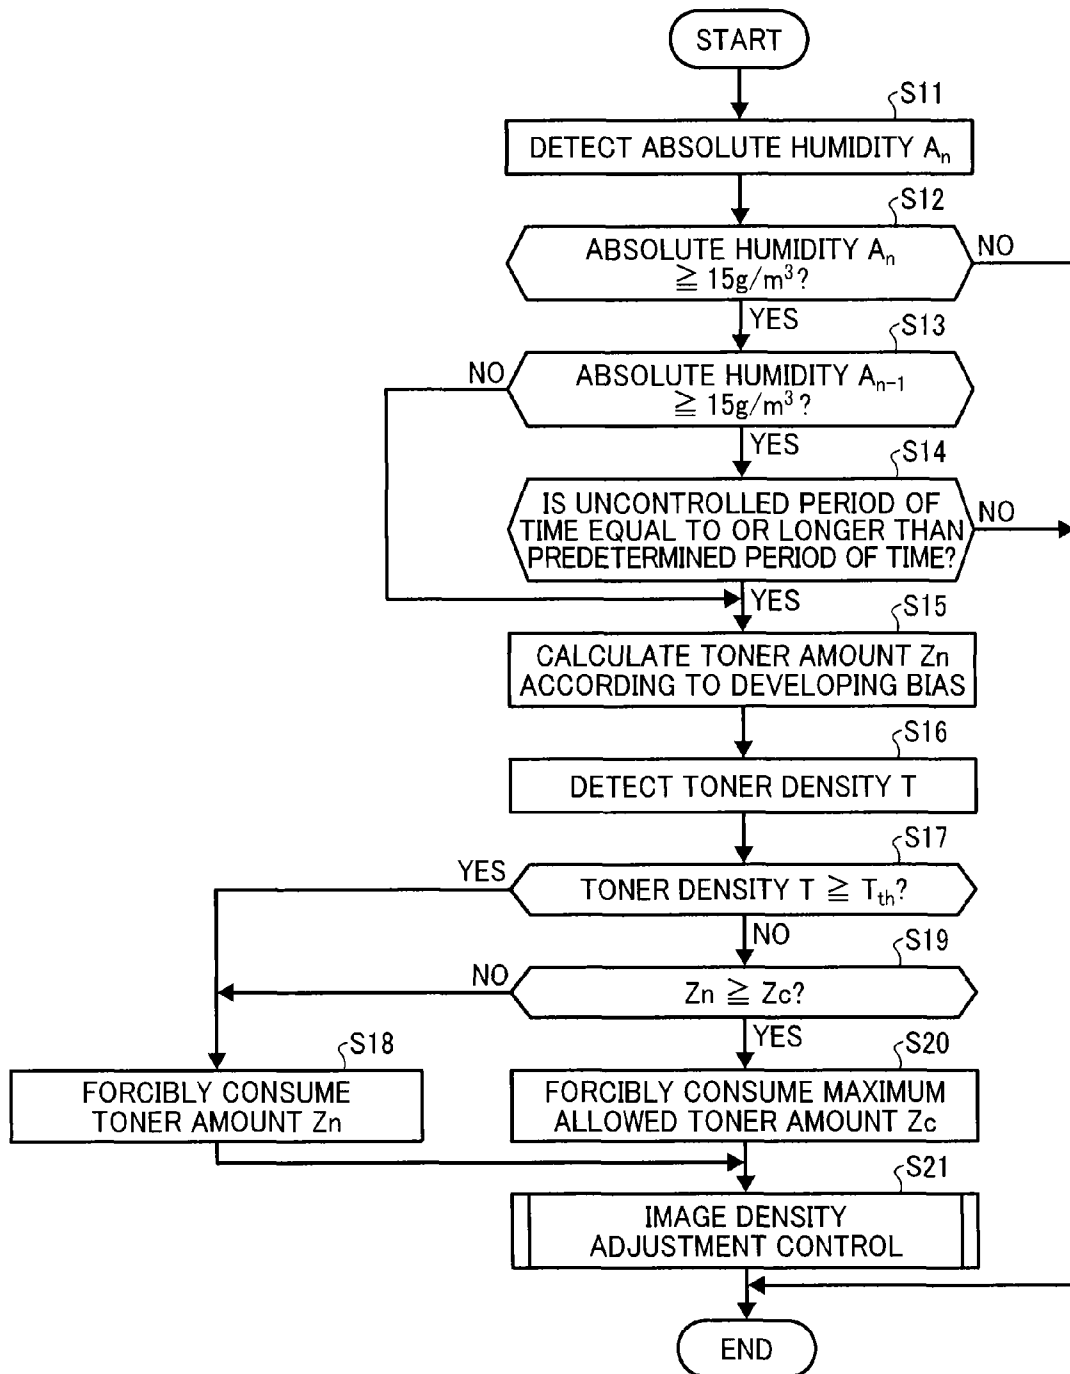 START
S11
DETECT ABSOLUTE HUMIDITY Aₙ
S12
ABSOLUTE HUMIDITY Aₙ
≧ 15g/m³?
NO
YES
S13
NO
ABSOLUTE HUMIDITY Aₙ₋₁
≧ 15g/m³?
YES
S14
IS UNCONTROLLED PERIOD OF
TIME EQUAL TO OR LONGER THAN
PREDETERMINED PERIOD OF TIME?
NO
YES
S15
CALCULATE TONER AMOUNT Zn
ACCORDING TO DEVELOPING BIAS
S16
DETECT TONER DENSITY T
S17
YES
TONER DENSITY T ≧ Tth?
NO
S19
NO
Zn ≧ Zc?
YES
S18
FORCIBLY CONSUME
TONER AMOUNT Zn
S20
FORCIBLY CONSUME MAXIMUM
ALLOWED TONER AMOUNT Zc
S21
IMAGE DENSITY
ADJUSTMENT CONTROL
END